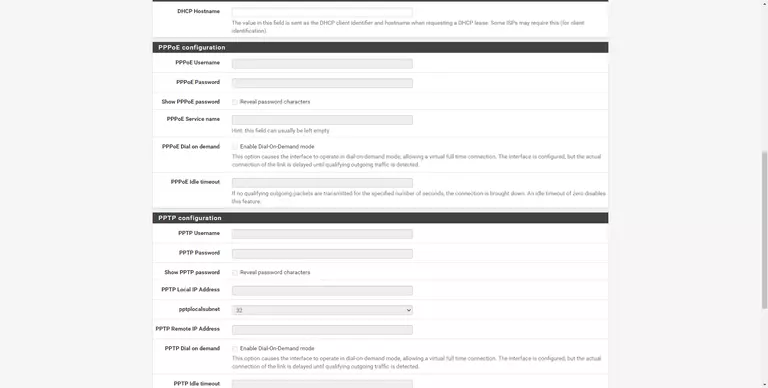 DHCP Hostname
The value in this field is sent as the DHCP client identifier and hostname when requesting a DHCP lease. Some ISPs may require this (for client
identification).
PPPoE configuration
PPPoE Username
PPPoE Password
Show PPPoE password
Reveal password characters
PPPoE Service name
Hint: this field can usually be left empty
PPPoE Dial on demand
Enable Dial-On-Demand mode
This option causes the interface to operate in dial-on-demand mode, allowing a virtual full time connection. The interface is configured, but the actual
connection of the link is delayed until qualifying outgoing traffic is detected.
PPPoE Idle timeout
If no qualifying outgoing packets are transmitted for the specified number of seconds, the connection is brought down. An idle timeout of zero disables
this feature.
PPTP configuration
PPTP Username
PPTP Password
Show PPTP password
Reveal password characters
PPTP Local IP Address
pptplocalsubnet
32
PPTP Remote IP Address
PPTP Dial on demand
Enable Dial-On-Demand mode
This option causes the interface to operate in dial-on-demand mode, allowing a virtual full time connection. The interface is configured, but the actual
connection of the link is delayed until qualifying outgoing traffic is detected.
PPTP Idle timeout